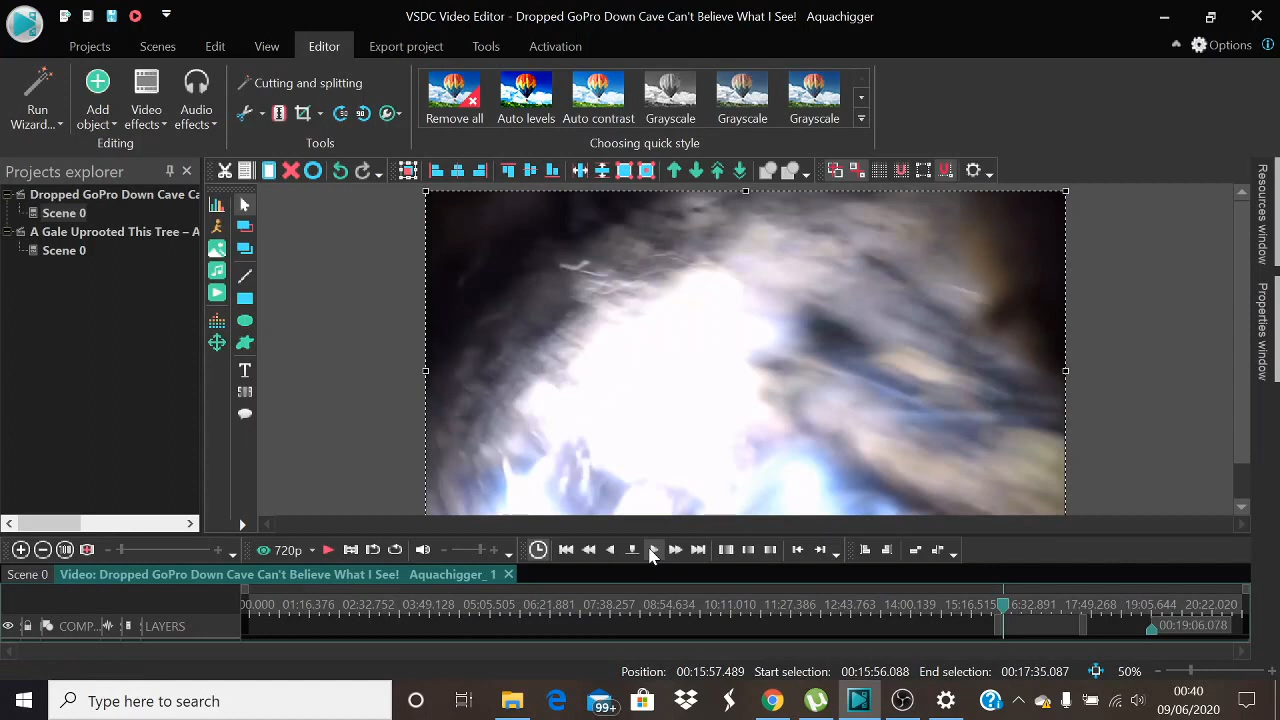 VSDC Video Editor - Dropped GoPro Down Cave Can't Believe What I See! Aquachigger
Projects Scenes Edit View Editor Export project Tools Activation Options
Run Wizard...
Add object
Video effects
Audio effects
Editing
Cutting and splitting
Tools
Remove all Auto levels Auto contrast Grayscale Grayscale Grayscale
Choosing quick style
Projects explorer
Dropped GoPro Down Cave Ca
Scene 0
A Gale Uprooted This Tree – A
Scene 0
Resources window
Properties window
T
720p
Scene 0 Video: Dropped GoPro Down Cave Can't Believe What I See! Aquachigger_ 1
00.000 01:16.376 02:32.752 03:49.128 05:05.505 06:21.881 07:38.257 08:54.634 10:11.010 11:27.386 12:43.763 14:00.139 15:16.515 6:32.891 17:49.268 19:05.644 20:22.020
COMP... LAYERS 00:19:06.078
Position: 00:15:57.489 Start selection: 00:15:56.088 End selection: 00:17:35.087 50%
Type here to search
99+
00:40
09/06/2020